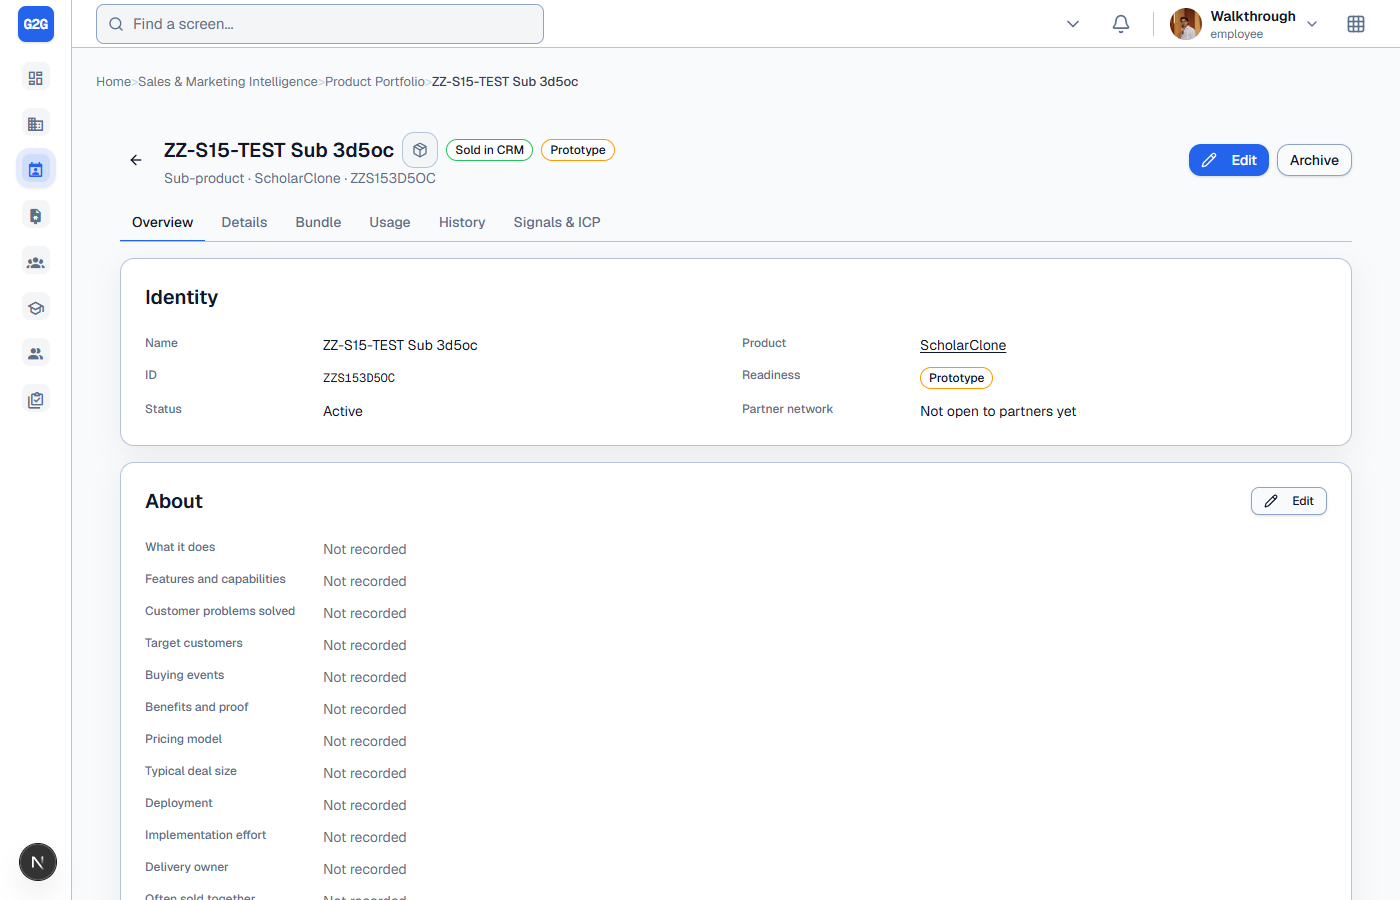 G2G
Find a screen...
Walkthrough
employee
Home>Sales & Marketing Intelligence>Product Portfolio>ZZ-S15-TEST Sub 3d5oc
ZZ-S15-TEST Sub 3d5oc
Sold in CRM
Prototype
Sub-product · ScholarClone · ZZS153D5OC
Edit
Archive
Overview
Details
Bundle
Usage
History
Signals & ICP
Identity
Name
ZZ-S15-TEST Sub 3d5oc
Product
ScholarClone
ID
ZZS153D5OC
Readiness
Prototype
Status
Active
Partner network
Not open to partners yet
About
Edit
What it does
Not recorded
Features and capabilities
Not recorded
Customer problems solved
Not recorded
Target customers
Not recorded
Buying events
Not recorded
Benefits and proof
Not recorded
Pricing model
Not recorded
Typical deal size
Not recorded
Deployment
Not recorded
Implementation effort
Not recorded
Delivery owner
Not recorded
Often sold together
Not recorded
N